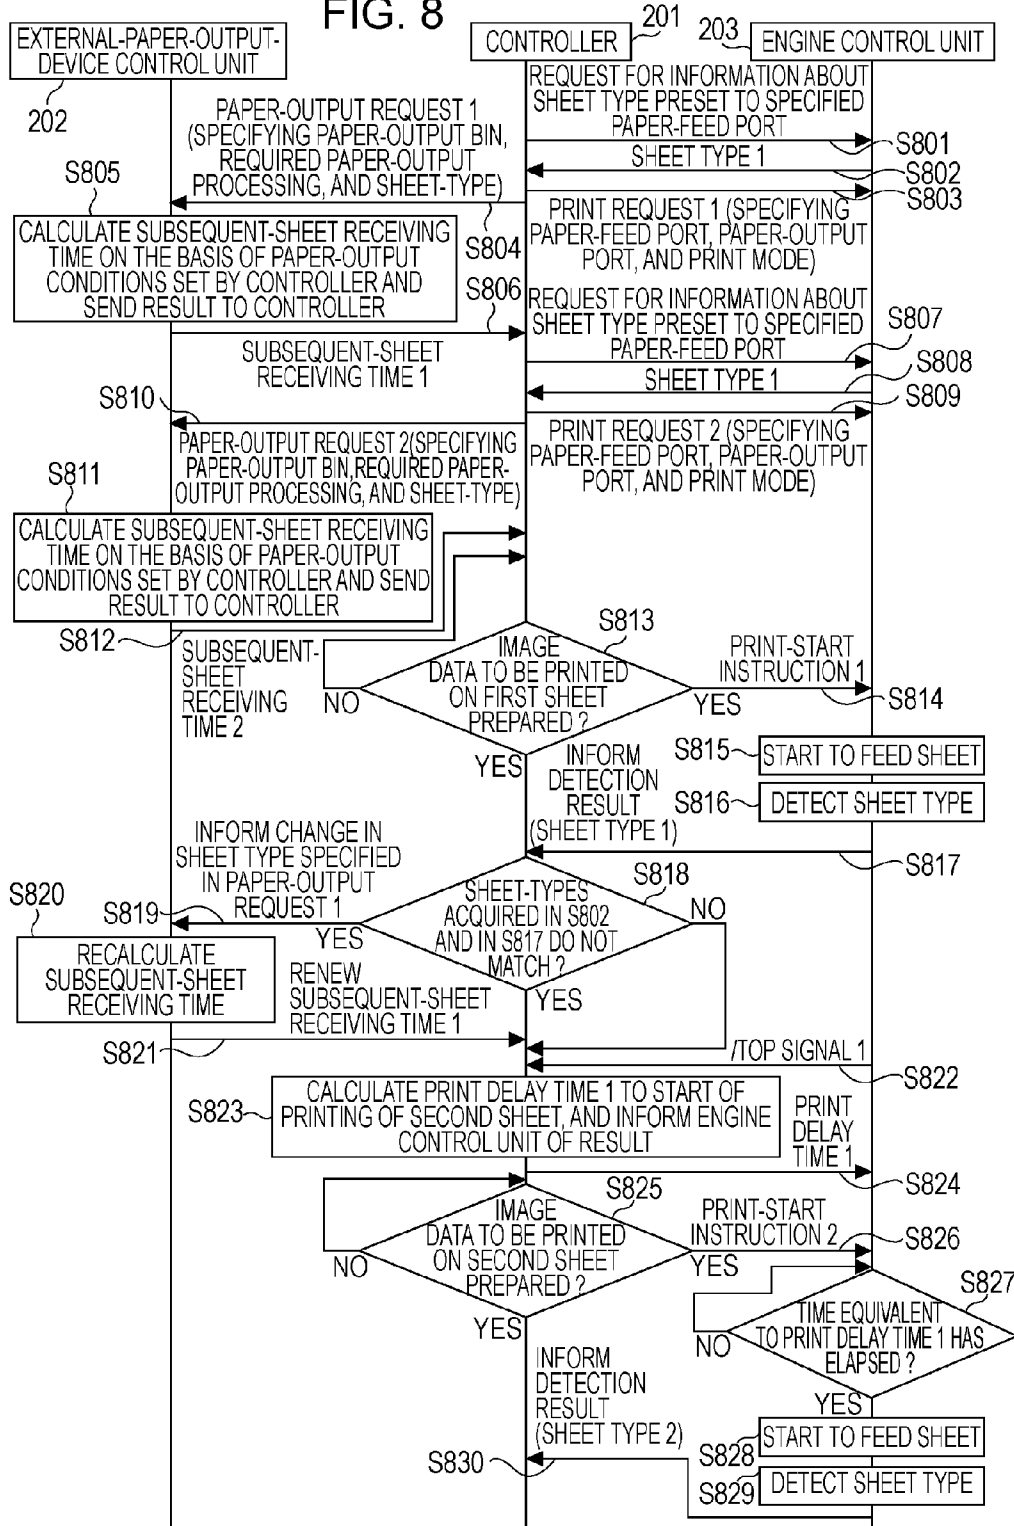 FIG. 8
EXTERNAL-PAPER-OUTPUT-
DEVICE CONTROL UNIT
202
CONTROLLER
201
203
ENGINE CONTROL UNIT
REQUEST FOR INFORMATION ABOUT
SHEET TYPE PRESET TO SPECIFIED
PAPER-FEED PORT
S801
SHEET TYPE 1
S802
S803
PAPER-OUTPUT REQUEST 1
(SPECIFYING PAPER-OUTPUT BIN,
REQUIRED PAPER-OUTPUT
PROCESSING, AND SHEET-TYPE)
S804
PRINT REQUEST 1 (SPECIFYING
PAPER-FEED PORT, PAPER-OUTPUT
PORT, AND PRINT MODE)
S805
CALCULATE SUBSEQUENT-SHEET RECEIVING
TIME ON THE BASIS OF PAPER-OUTPUT
CONDITIONS SET BY CONTROLLER AND
SEND RESULT TO CONTROLLER
S806
SUBSEQUENT-SHEET
RECEIVING TIME 1
REQUEST FOR INFORMATION ABOUT
SHEET TYPE PRESET TO SPECIFIED
PAPER-FEED PORT
S807
SHEET TYPE 1
S808
S809
S810
PAPER-OUTPUT REQUEST 2(SPECIFYING
PAPER-OUTPUT BIN,REQUIRED PAPER-
OUTPUT PROCESSING, AND SHEET-TYPE)
PRINT REQUEST 2 (SPECIFYING
PAPER-FEED PORT, PAPER-OUTPUT
PORT, AND PRINT MODE)
S811
CALCULATE SUBSEQUENT-SHEET RECEIVING
TIME ON THE BASIS OF PAPER-OUTPUT
CONDITIONS SET BY CONTROLLER AND SEND
RESULT TO CONTROLLER
S812
SUBSEQUENT-
SHEET
RECEIVING
TIME 2
S813
IMAGE
DATA TO BE PRINTED
ON FIRST SHEET
PREPARED ?
NO
YES
YES
PRINT-START
INSTRUCTION 1
S814
S815
START TO FEED SHEET
S816
DETECT SHEET TYPE
INFORM
DETECTION
RESULT
(SHEET TYPE 1)
S817
INFORM CHANGE IN
SHEET TYPE SPECIFIED
IN PAPER-OUTPUT
REQUEST 1
S818
SHEET-TYPES
ACQUIRED IN S802
AND IN S817 DO NOT
MATCH ?
NO
YES
YES
S819
S820
RECALCULATE
SUBSEQUENT-SHEET
RECEIVING TIME
RENEW
SUBSEQUENT-SHEET
RECEIVING TIME 1
S821
/TOP SIGNAL 1
S822
S823
CALCULATE PRINT DELAY TIME 1 TO START OF
PRINTING OF SECOND SHEET, AND INFORM ENGINE
CONTROL UNIT OF RESULT
PRINT
DELAY
TIME 1
S824
S825
IMAGE
DATA TO BE PRINTED
ON SECOND SHEET
PREPARED ?
NO
YES
YES
PRINT-START
INSTRUCTION 2
S826
S827
TIME EQUIVALENT
TO PRINT DELAY TIME 1 HAS
ELAPSED ?
NO
YES
INFORM
DETECTION
RESULT
(SHEET TYPE 2)
S828
START TO FEED SHEET
S829
DETECT SHEET TYPE
S830